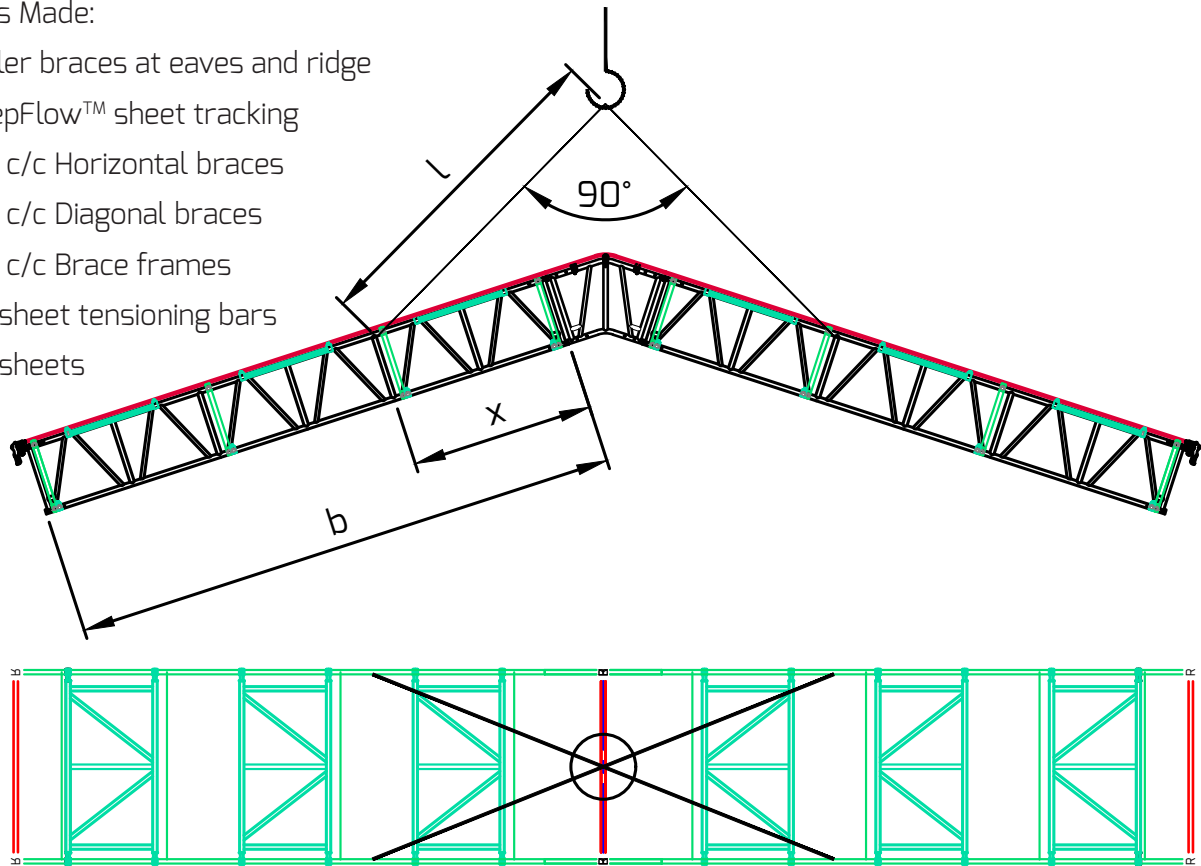 s Made:
ler braces at eaves and ridge
epFlow™ sheet tracking
c/c Horizontal braces
c/c Diagonal braces
c/c Brace frames
sheet tensioning bars
sheets
l
90°
x
b
R
R
R
R
B
B